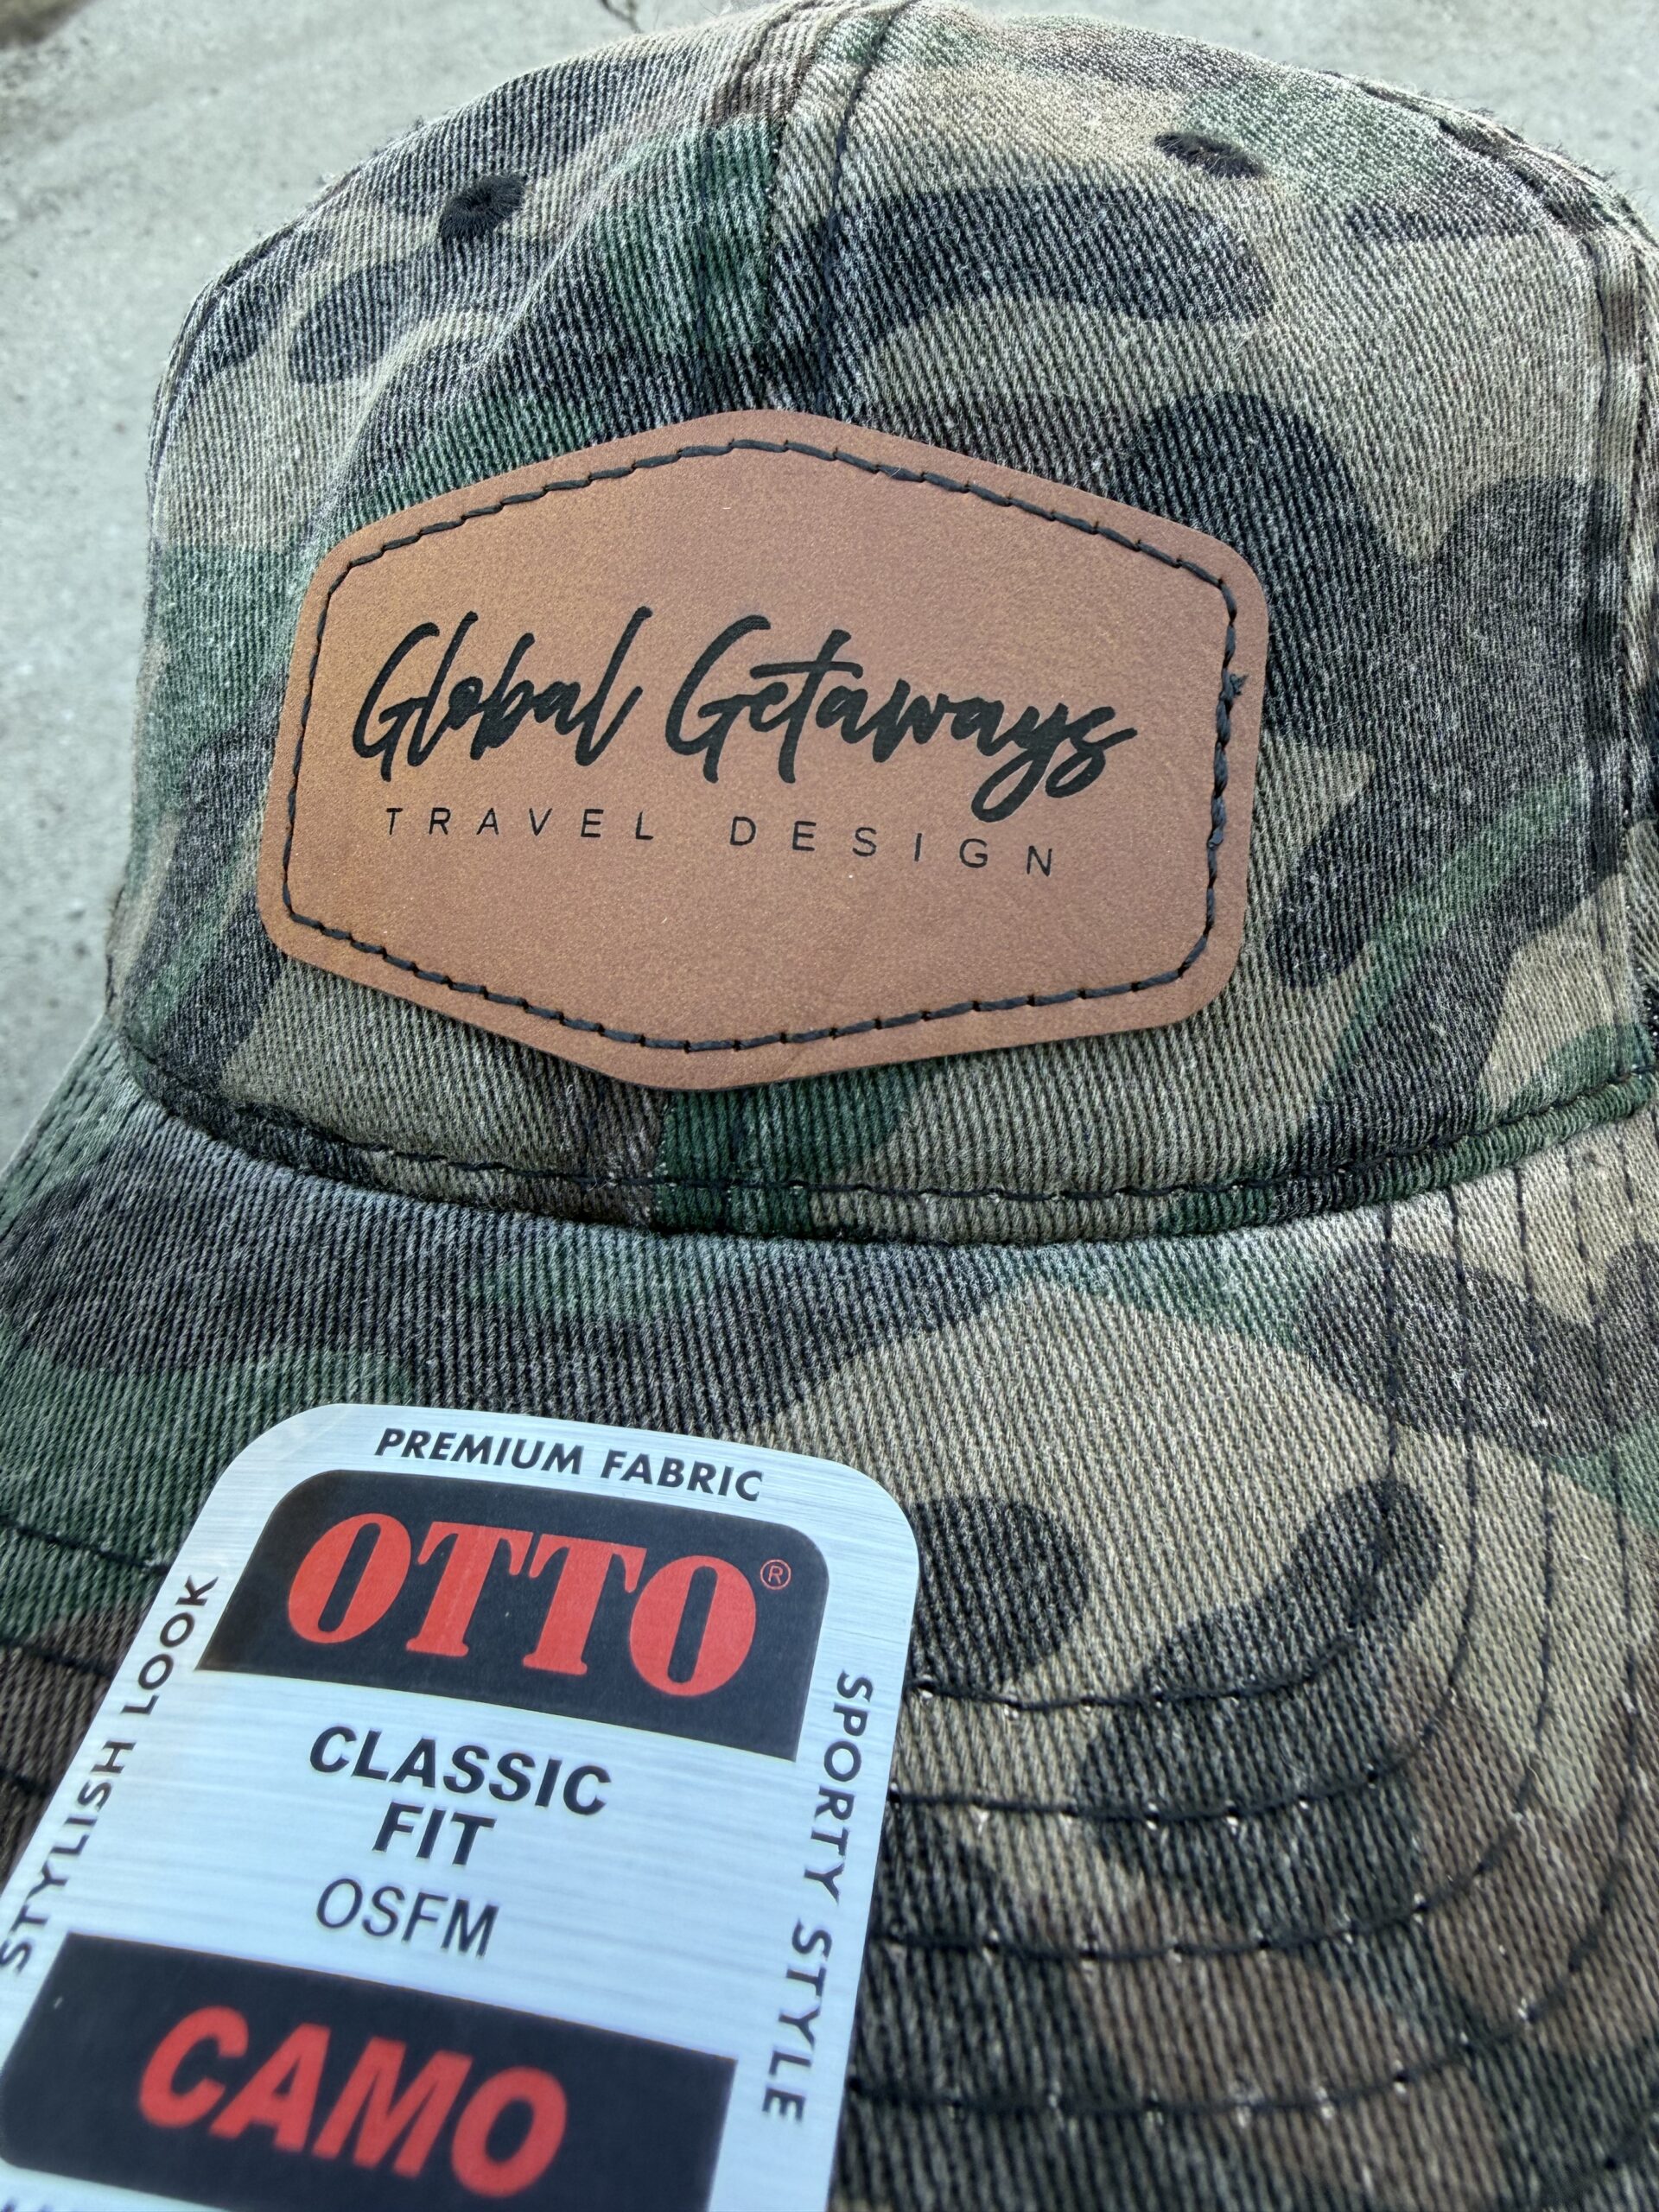 Global Getaways
TRAVEL DESIGN
PREMIUM FABRIC
OTTO®
STYLISH LOOK
SPORTY STYLE
CLASSIC
FIT
OSFM
CAMO